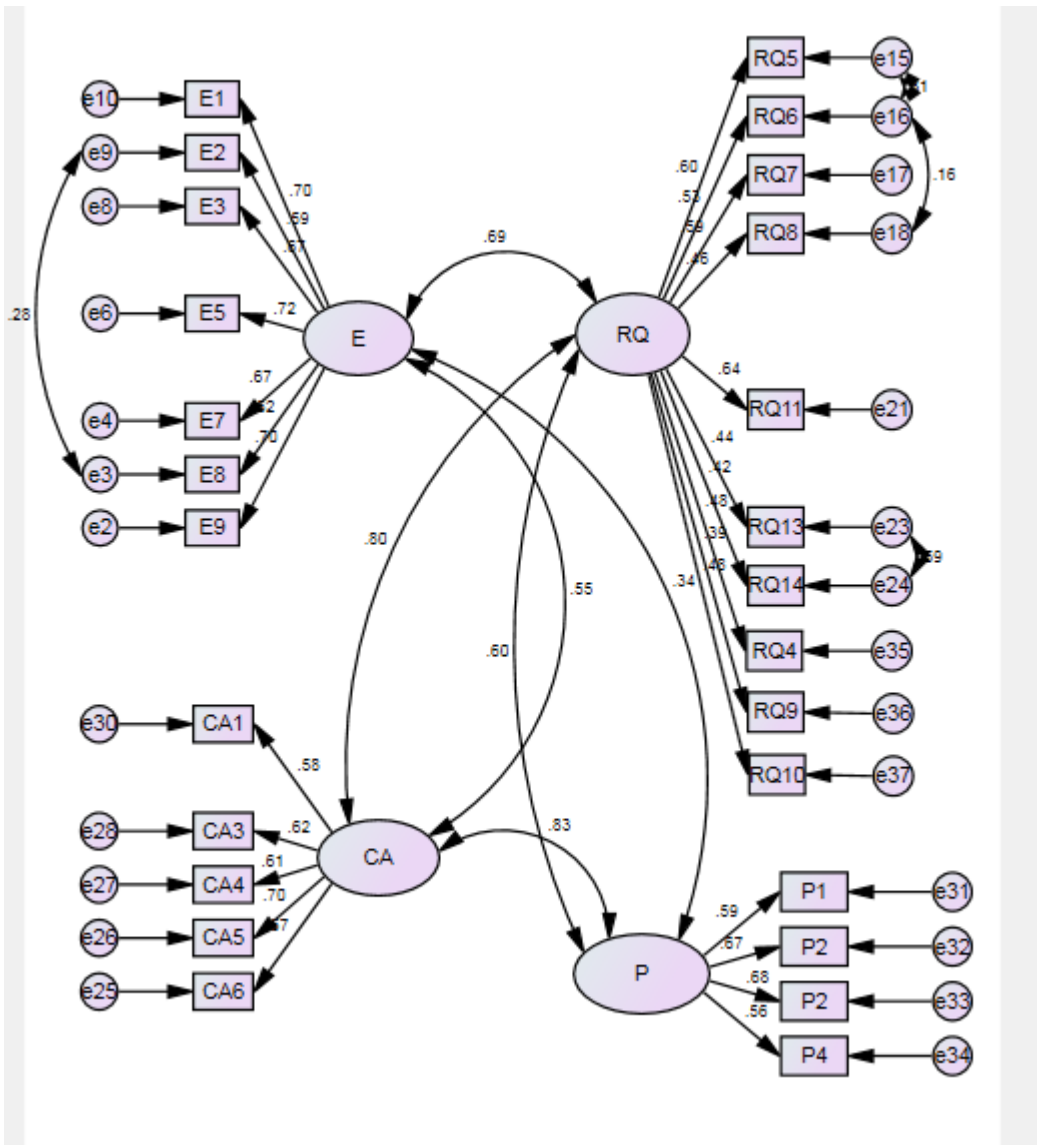 e10
E1
e9
E2
e8
E3
e6
E5
e4
E7
e3
E8
e2
E9
.28
.70
.59
.67
.72
.67
.70
E
.69
RQ
RQ5
e15
RQ6
e16
RQ7
e17
RQ8
e18
.16
.60
.53
.59
.46
.64
RQ11
e21
.44
.42
.48
.39
.34
RQ13
e23
RQ14
e24
RQ4
e35
RQ9
e36
RQ10
e37
.80
.55
.60
e30
CA1
.58
e28
CA3
.62
e27
CA4
.61
e26
CA5
.70
e25
CA6
CA
.83
P
.59
P1
e31
.67
P2
e32
.68
P2
e33
.56
P4
e34